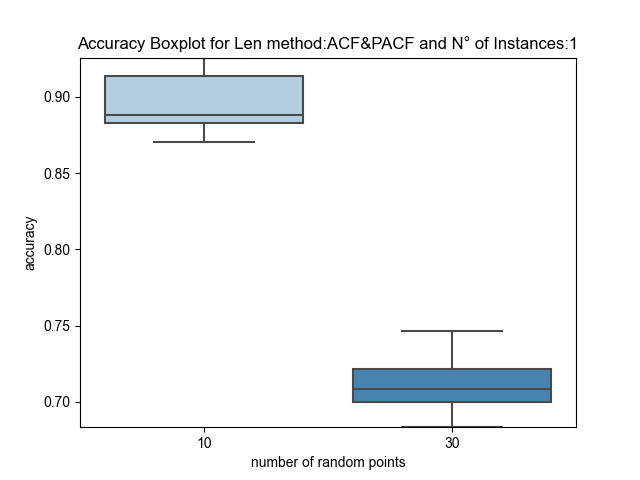 Accuracy Boxplot for Len method:ACF&PACF and N° of Instances:1
0.90
0.85
0.80
0.75
0.70
accuracy
10
30
number of random points